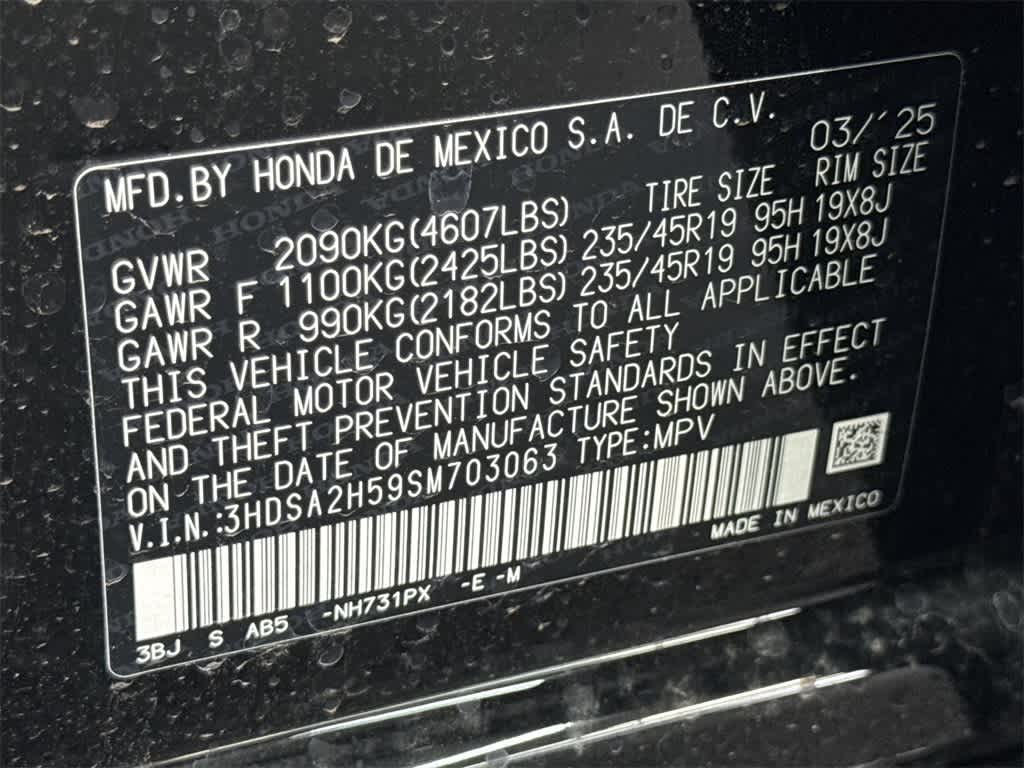 MFD.BY HONDA DE MEXICO S.A. DE C.V. 03/´25
TIRE SIZE RIM SIZE
GVWR 2090KG(4607LBS)
GAWR F 1100KG(2425LBS) 235/45R19 95H 19X8J
GAWR R 990KG(2182LBS) 235/45R19 95H 19X8J
THIS VEHICLE CONFORMS TO ALL APPLICABLE
FEDERAL MOTOR VEHICLE SAFETY
AND THEFT PREVENTION STANDARDS IN EFFECT
ON THE DATE OF MANUFACTURE SHOWN ABOVE.
V.I.N.:3HDSA2H59SM703063 TYPE:MPV
MADE IN MEXICO
3BJ S AB5 -NH731PX -E -M